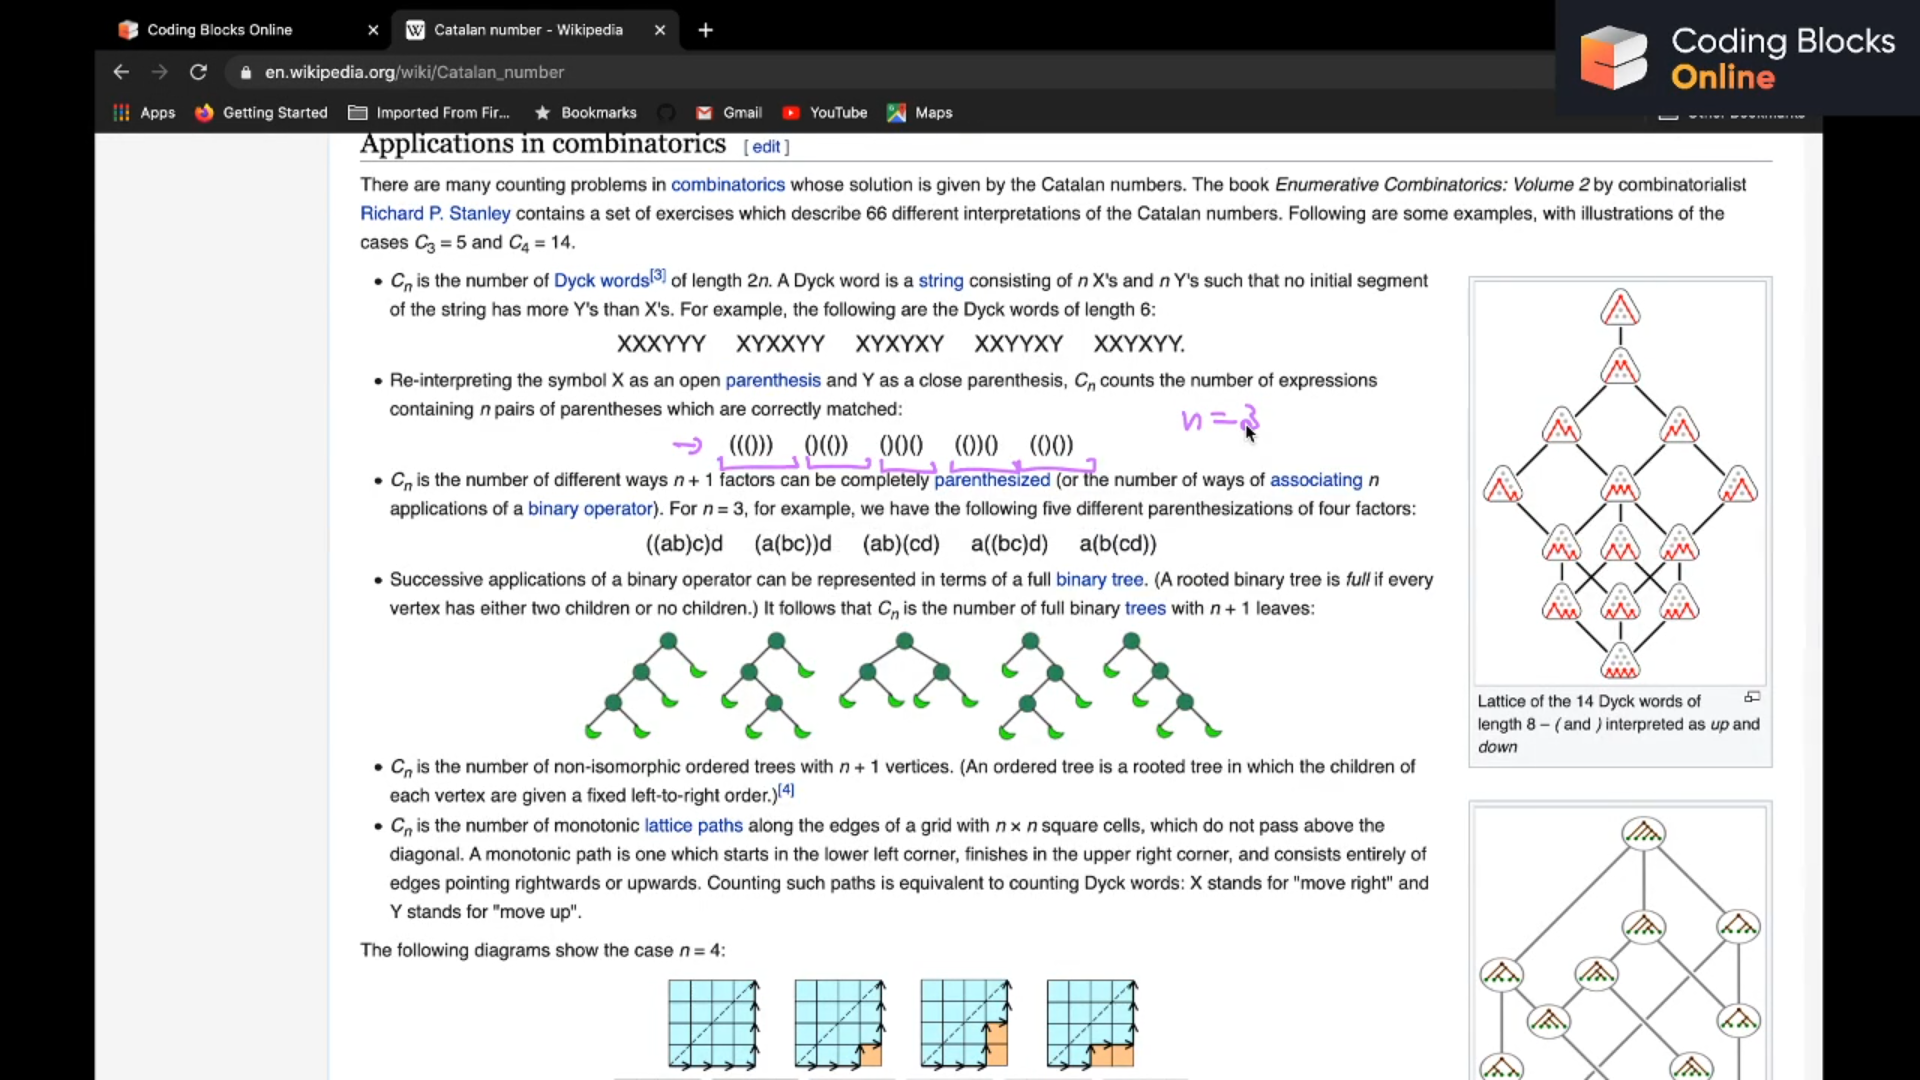 Coding Blocks Online
Catalan number - Wikipedia
Coding Blocks
Online
en.wikipedia.org/wiki/Catalan_number
Apps Getting Started Imported From Fir... Bookmarks Gmail YouTube Maps
Other Bookmarks
Applications in combinatorics [ edit ]
There are many counting problems in combinatorics whose solution is given by the Catalan numbers. The book Enumerative Combinatorics: Volume 2 by combinatorialist
Richard P. Stanley contains a set of exercises which describe 66 different interpretations of the Catalan numbers. Following are some examples, with illustrations of the
cases C3 = 5 and C4 = 14.
• Cn is the number of Dyck words[3] of length 2n. A Dyck word is a string consisting of n X's and n Y's such that no initial segment
of the string has more Y's than X's. For example, the following are the Dyck words of length 6:
XXXYYY XYXXYY XYXYXY XXYYXY XXYXYY.
• Re-interpreting the symbol X as an open parenthesis and Y as a close parenthesis, Cn counts the number of expressions
containing n pairs of parentheses which are correctly matched:
n = 3
→ ((())) ()(()) ()()() (())() (()())
• Cn is the number of different ways n + 1 factors can be completely parenthesized (or the number of ways of associating n
applications of a binary operator). For n = 3, for example, we have the following five different parenthesizations of four factors:
((ab)c)d (a(bc))d (ab)(cd) a((bc)d) a(b(cd))
• Successive applications of a binary operator can be represented in terms of a full binary tree. (A rooted binary tree is full if every
vertex has either two children or no children.) It follows that Cn is the number of full binary trees with n + 1 leaves:
• Cn is the number of non-isomorphic ordered trees with n + 1 vertices. (An ordered tree is a rooted tree in which the children of
each vertex are given a fixed left-to-right order.)[4]
• Cn is the number of monotonic lattice paths along the edges of a grid with n × n square cells, which do not pass above the
diagonal. A monotonic path is one which starts in the lower left corner, finishes in the upper right corner, and consists entirely of
edges pointing rightwards or upwards. Counting such paths is equivalent to counting Dyck words: X stands for "move right" and
Y stands for "move up".
The following diagrams show the case n = 4:
Lattice of the 14 Dyck words of
length 8 – ( and ) interpreted as up and
down